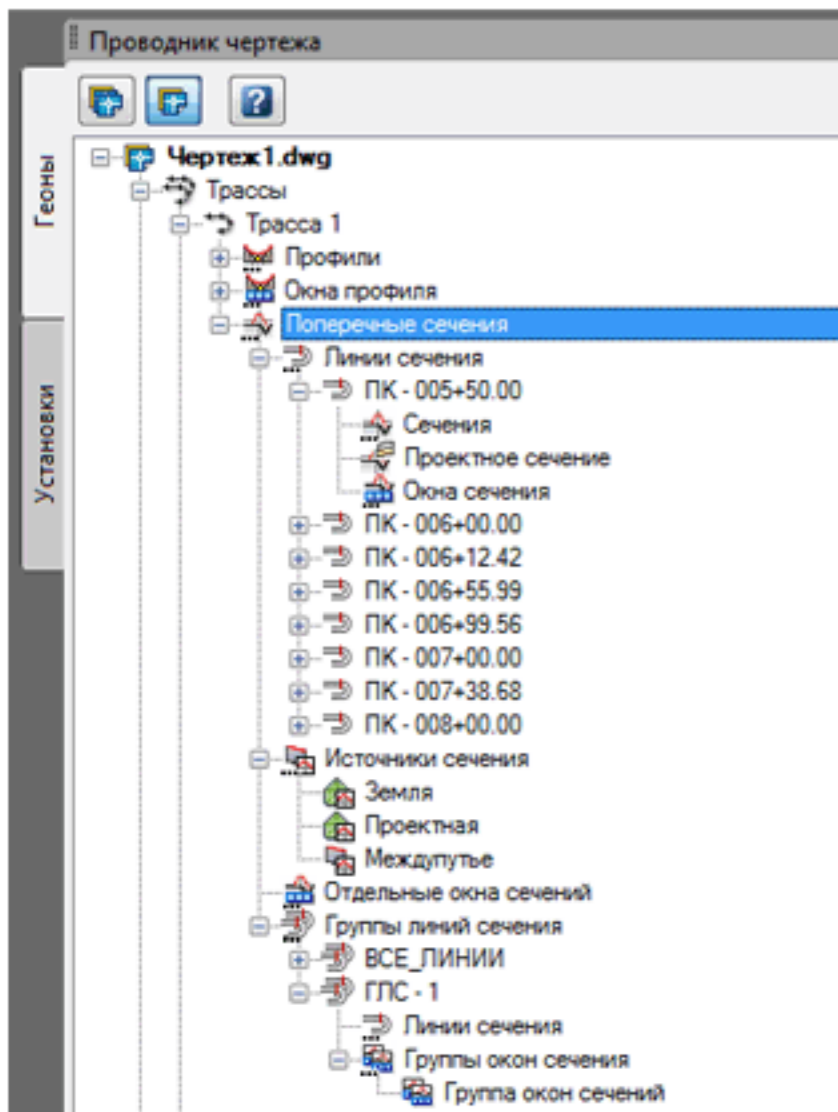 Проводник чертежа
Геоны
Установки
Чертеж1.dwg
Трассы
Трасса 1
Профили
Окна профиля
Поперечные сечения
Линии сечения
ПК - 005+50.00
Сечения
Проектное сечение
Окна сечения
ПК - 006+00.00
ПК - 006+12.42
ПК - 006+55.99
ПК - 006+99.56
ПК - 007+00.00
ПК - 007+38.68
ПК - 008+00.00
Источники сечения
Земля
Проектная
Междупутье
Отдельные окна сечений
Группы линий сечения
ВСЕ_ЛИНИИ
ГЛС - 1
Линии сечения
Группы окон сечения
Группа окон сечений